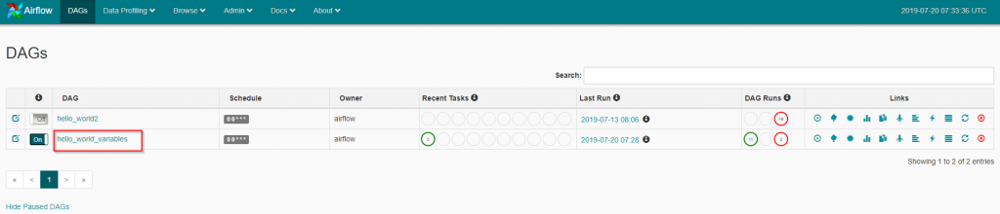 Airflow DAGs Data Profiling Browse Admin Docs About 2019-07-20 07:33:36 UTC
DAGs
Search:
DAG Schedule Owner Recent Tasks Last Run DAG Runs Links
Off hello_world2 0 0 * * * airflow 2019-07-13 08:06
On hello_world_variables 0 0 * * * airflow 2 2019-07-20 07:28 2
Showing 1 to 2 of 2 entries
« < 1 > »
Hide Paused DAGs